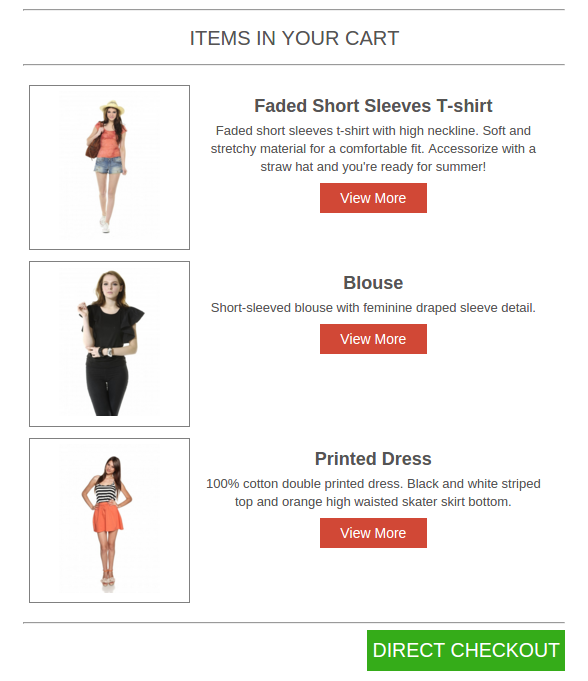 ITEMS IN YOUR CART
Faded Short Sleeves T-shirt
Faded short sleeves t-shirt with high neckline. Soft and
stretchy material for a comfortable fit. Accessorize with a
straw hat and you're ready for summer!
View More
Blouse
Short-sleeved blouse with feminine draped sleeve detail.
View More
Printed Dress
100% cotton double printed dress. Black and white striped
top and orange high waisted skater skirt bottom.
View More
DIRECT CHECKOUT